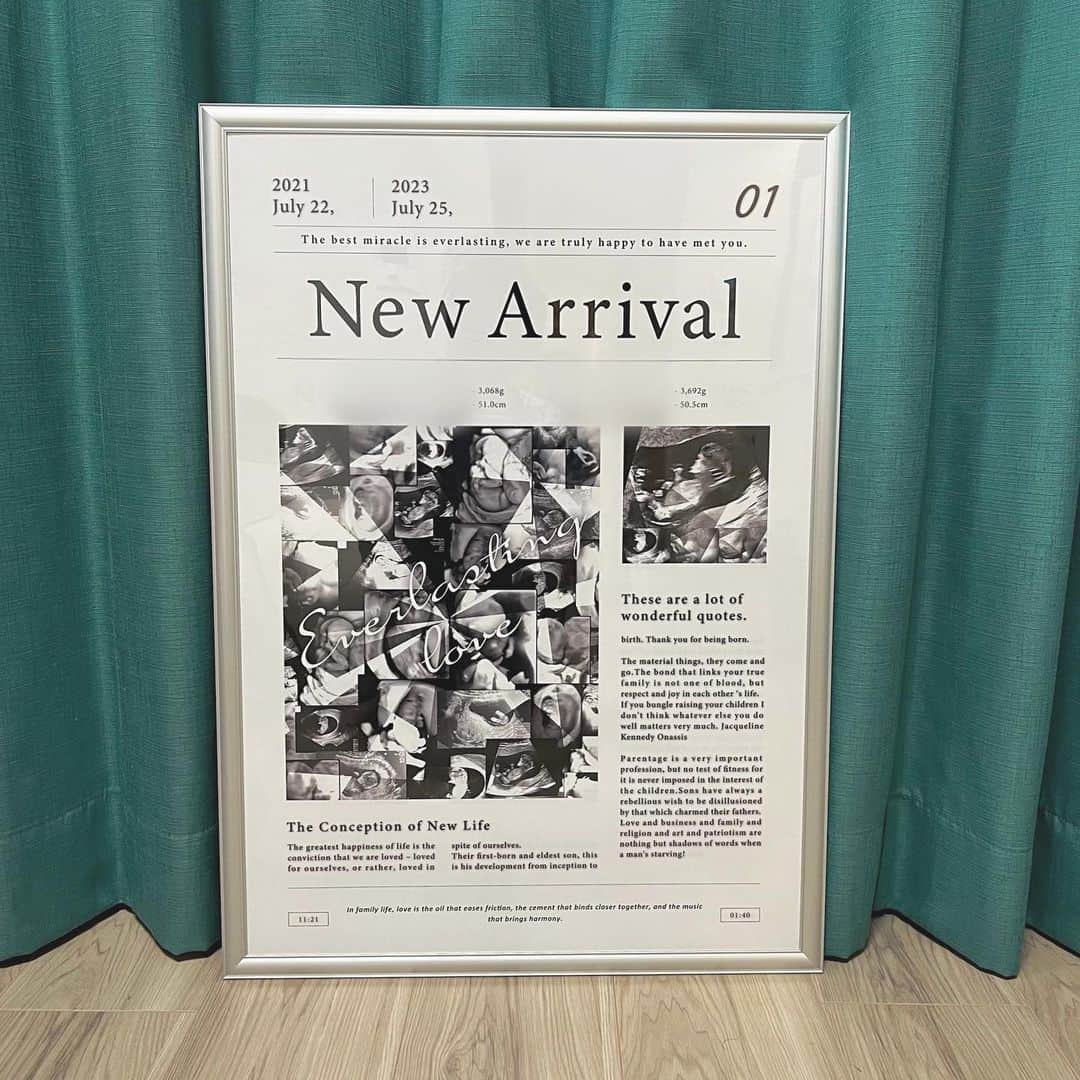 2021
July 22,
2023
July 25,
01
The best miracle is everlasting, we are truly happy to have met you.
New Arrival
- 3,068g
- 51.0cm
- 3,692g
- 50.5cm
Everlasting
love
The Conception of New Life
The greatest happiness of life is the
conviction that we are loved – loved
for ourselves, or rather, loved in
spite of ourselves.
Their first-born and eldest son, this
is his development from inception to
These are a lot of
wonderful quotes.
birth. Thank you for being born.
The material things, they come and
go.The bond that links your true
family is not one of blood, but
respect and joy in each other 's life.
If you bungle raising your children I
don't think whatever else you do
well matters very much. Jacqueline
Kennedy Onassis
Parentage is a very important
profession, but no test of fitness for
it is never imposed in the interest of
the children.Sons have always a
rebellious wish to be disillusioned
by that which charmed their fathers.
Love and business and family and
religion and art and patriotism are
nothing but shadows of words when
a man's starving!
11:21
In family life, love is the oil that eases friction, the cement that binds closer together, and the music
that brings harmony.
01:40